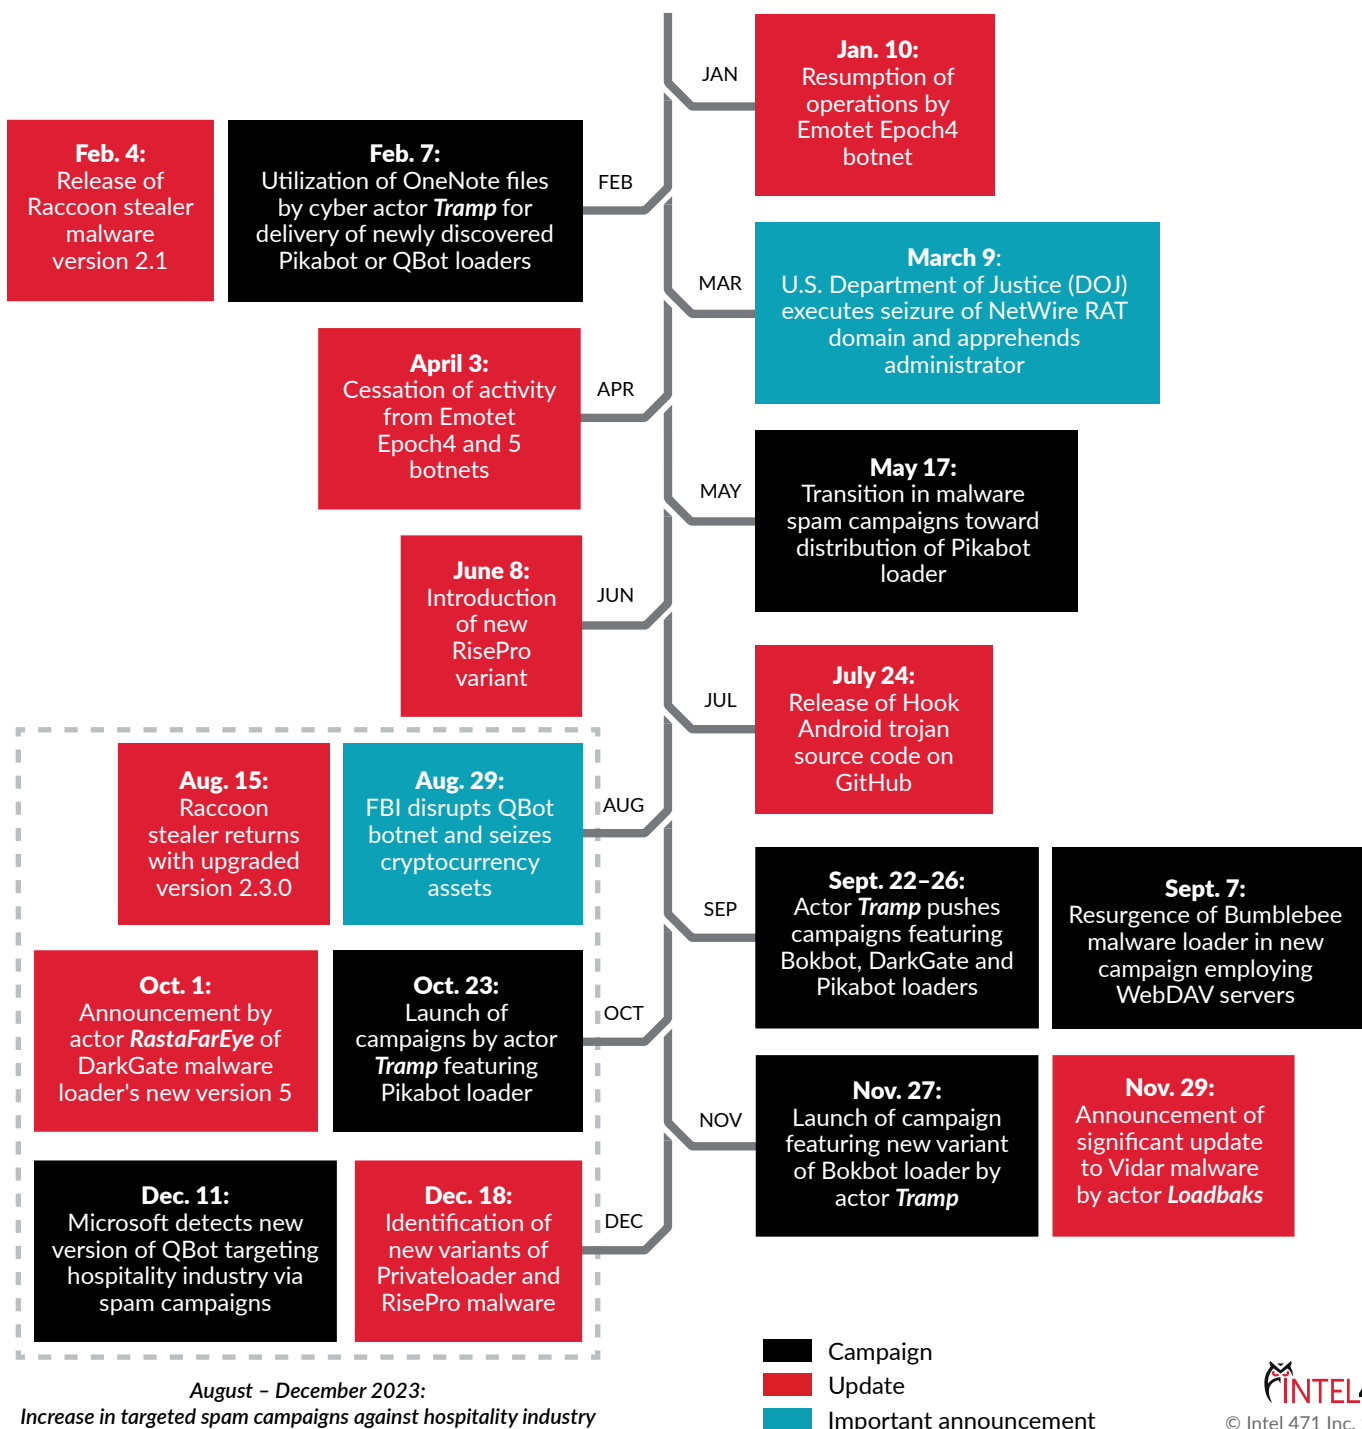 JAN
Jan. 10:
Resumption of
operations by
Emotet Epoch4
botnet
Feb. 4:
Release of
Raccoon stealer
malware
version 2.1
Feb. 7:
Utilization of OneNote files
by cyber actor Tramp for
delivery of newly discovered
Pikabot or QBot loaders
FEB
MAR
March 9:
U.S. Department of Justice (DOJ)
executes seizure of NetWire RAT
domain and apprehends
administrator
April 3:
Cessation of activity
from Emotet
Epoch4 and 5
botnets
APR
MAY
May 17:
Transition in malware
spam campaigns toward
distribution of Pikabot
loader
June 8:
Introduction
of new
RisePro
variant
JUN
JUL
July 24:
Release of Hook
Android trojan
source code on
GitHub
Aug. 15:
Raccoon
stealer returns
with upgraded
version 2.3.0
Aug. 29:
FBI disrupts QBot
botnet and seizes
cryptocurrency
assets
AUG
SEP
Sept. 22–26:
Actor Tramp pushes
campaigns featuring
Bokbot, DarkGate and
Pikabot loaders
Sept. 7:
Resurgence of Bumblebee
malware loader in new
campaign employing
WebDAV servers
Oct. 1:
Announcement by
actor RastaFarEye of
DarkGate malware
loader's new version 5
Oct. 23:
Launch of
campaigns by actor
Tramp featuring
Pikabot loader
OCT
NOV
Nov. 27:
Launch of campaign
featuring new variant
of Bokbot loader by
actor Tramp
Nov. 29:
Announcement of
significant update
to Vidar malware
by actor Loadbaks
Dec. 11:
Microsoft detects new
version of QBot targeting
hospitality industry via
spam campaigns
Dec. 18:
Identification of
new variants of
Privateloader and
RisePro malware
DEC
August – December 2023:
Increase in targeted spam campaigns against hospitality industry
Campaign
Update
Important announcement
INTEL
© Intel 471 Inc.